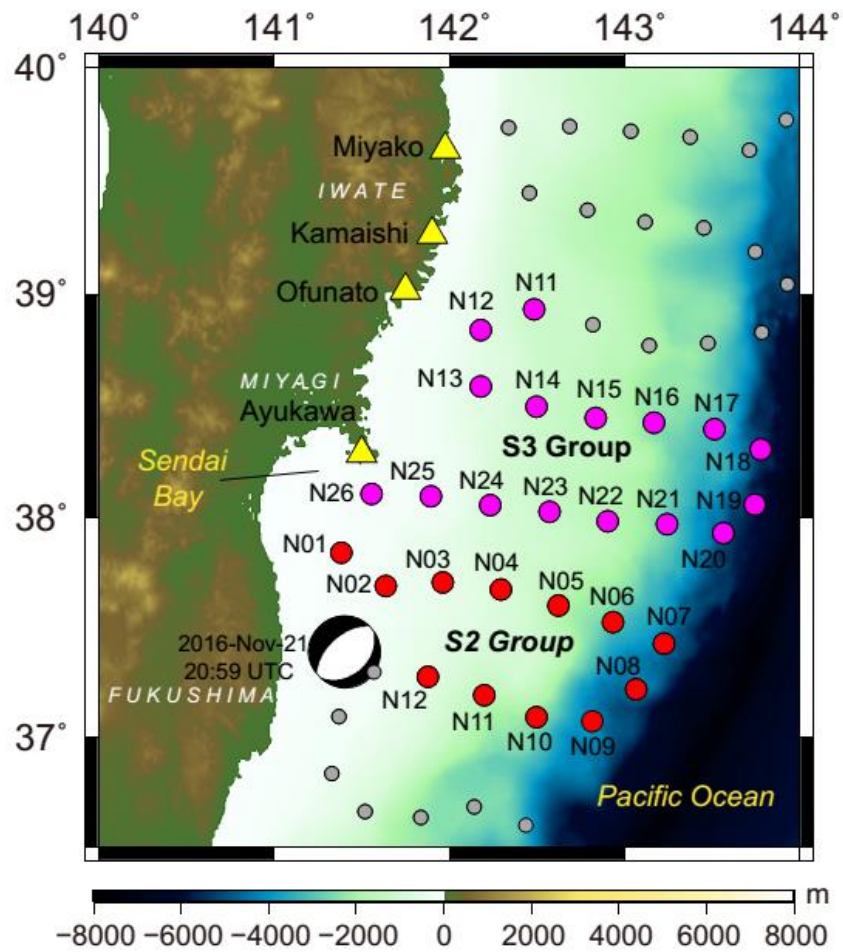 140° 141° 142° 143° 144°
40°
Miyako
IWATE
Kamaishi
Ofunato
39°
N11
N12
MIYAGI
N13
N14
N15
N16
N17
Ayukawa
S3 Group
N18
Sendai
Bay
N25
N24
N23
N22
N21
N19
N26
38°
N20
N01
N02
N03
N04
N05
N06
N07
2016-Nov-21
20:59 UTC
S2 Group
N08
FUKUSHIMA
N12
N11
N10
N09
37°
Pacific Ocean
m
−8000 −6000 −4000 −2000 0 2000 4000 6000 8000